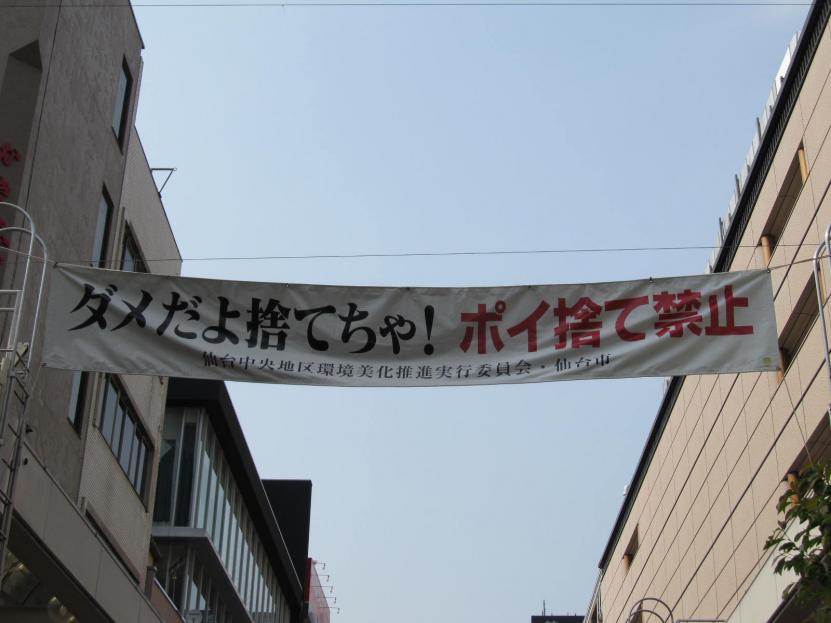 ダメだよ捨てちゃ！ ポイ捨て禁止
仙台中央地区環境美化推進実行委員会・仙台市